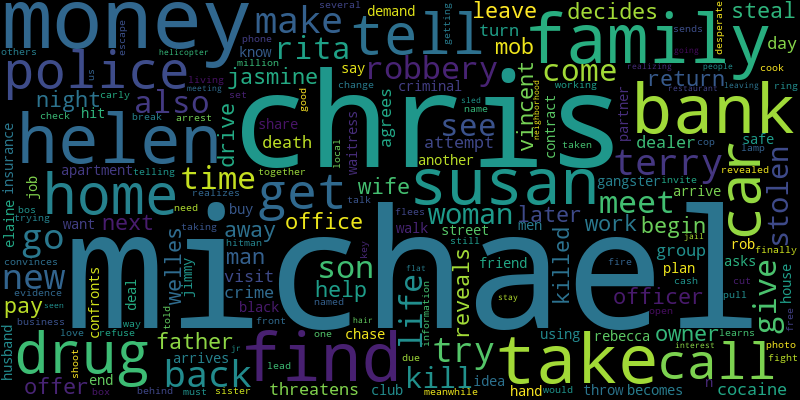 money
make
tell
demand
several
getting
leave
turn
mob
family
decides
steal
day
others
escape
helicopter
phone
know
rita
say
million
us
jasmine
robbery
criminal
come
desperate
sends
realizing
going
people
cook
police
night
also
chris
see
vincent
neighborhood
bank
return
ring
living
meeting
early
check
hit
set
good
change
working
restaurant
leaving
helen
drive
share
death
agrees
waitress
attempt
contract
partner
dealer
cop
safe
arrest
break
another
name
sled
taken
terry
lamp
revealed
insurance
apartment
telling
together
local
wife
susan
gangster
invite
arrive
car
stolen
job
home
realizes
time
get
talk
woman
meet
rob
finally
elaine
bos
trying
want
next
buy
need
office
flees
walk
street
still
men
later
work
begin
jail
go
taking
away
hitman
key
life
killed
officer
group
asks
new
evidence
seen
pay
confronts
welles
jimmy
man
visit
crime
son
help
flat
information
reveals
friend
fire
plan
cash
cut
give
house
free
michael
convinces
deal
told
black
named
front
hair
chase
stay
using
rebecca
open
owner
learns
pull
business
husband
love
refuse
way
father
one
due
try
take
call
interest
photo
fight
drug
shoot
arrives
find
jr
lead
kill
idea
hand
would
throw
becomes
n
cocaine
offer
end
box
behind
back
must
sister
threatens
club
meanwhile